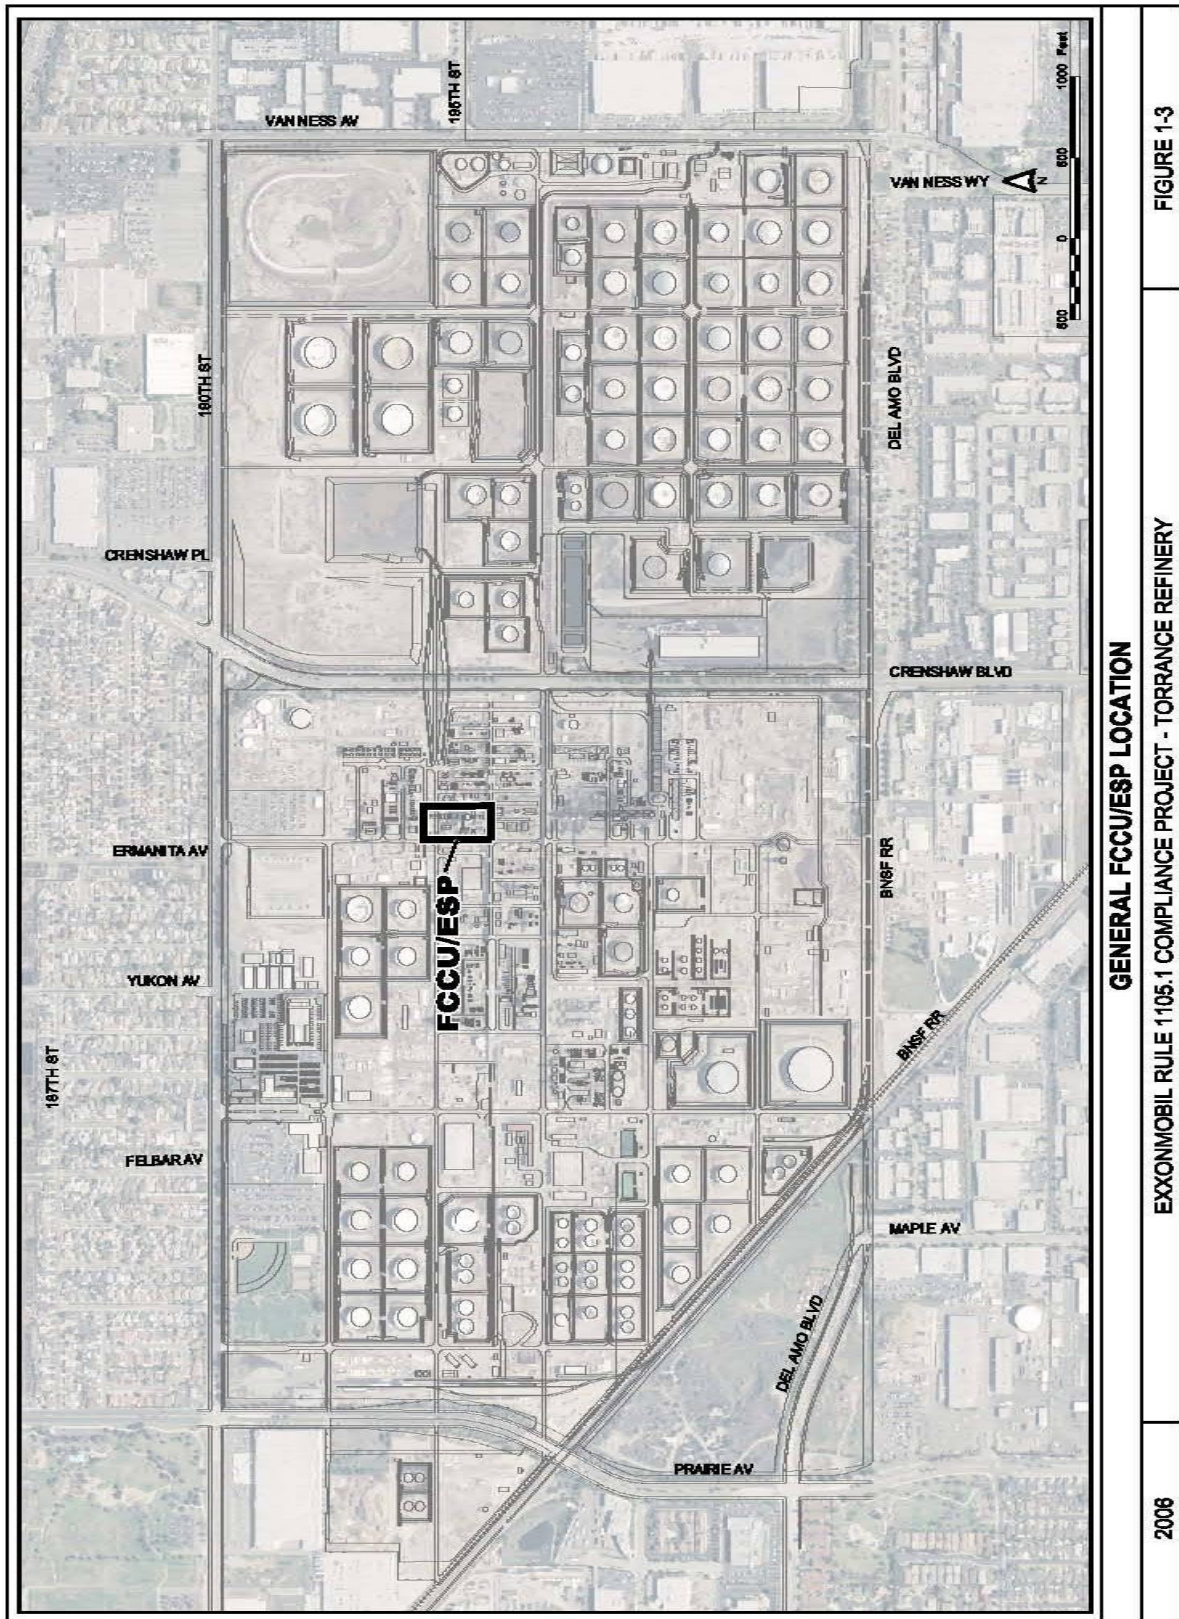 187TH ST
FELBAR AV
YUKON AV
ERMANITA AV
CRENSHAW PL
190TH ST
VAN NESS AV
195TH ST
FCCU/ESP
PRAIRIE AV
DEL AMO BLVD
MAPLE AV
BNSF RR
BNSF RR
CRENSHAW BLVD
DEL AMO BLVD
VAN NESS WY
N
500 0 500 1000 Feet
GENERAL FCCU/ESP LOCATION
2006
EXXONMOBIL RULE 1105.1 COMPLIANCE PROJECT - TORRANCE REFINERY
FIGURE 1-3